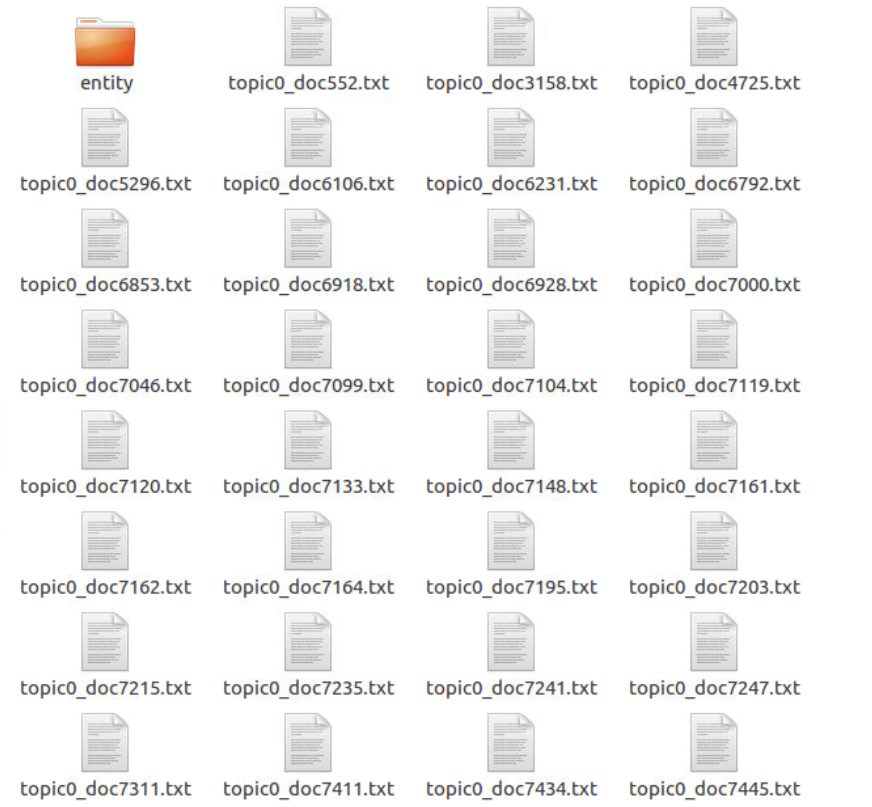 entity topic0_doc552.txt topic0_doc3158.txt topic0_doc4725.txt
topic0_doc5296.txt topic0_doc6106.txt topic0_doc6231.txt topic0_doc6792.txt
topic0_doc6853.txt topic0_doc6918.txt topic0_doc6928.txt topic0_doc7000.txt
topic0_doc7046.txt topic0_doc7099.txt topic0_doc7104.txt topic0_doc7119.txt
topic0_doc7120.txt topic0_doc7133.txt topic0_doc7148.txt topic0_doc7161.txt
topic0_doc7162.txt topic0_doc7164.txt topic0_doc7195.txt topic0_doc7203.txt
topic0_doc7215.txt topic0_doc7235.txt topic0_doc7241.txt topic0_doc7247.txt
topic0_doc7311.txt topic0_doc7411.txt topic0_doc7434.txt topic0_doc7445.txt